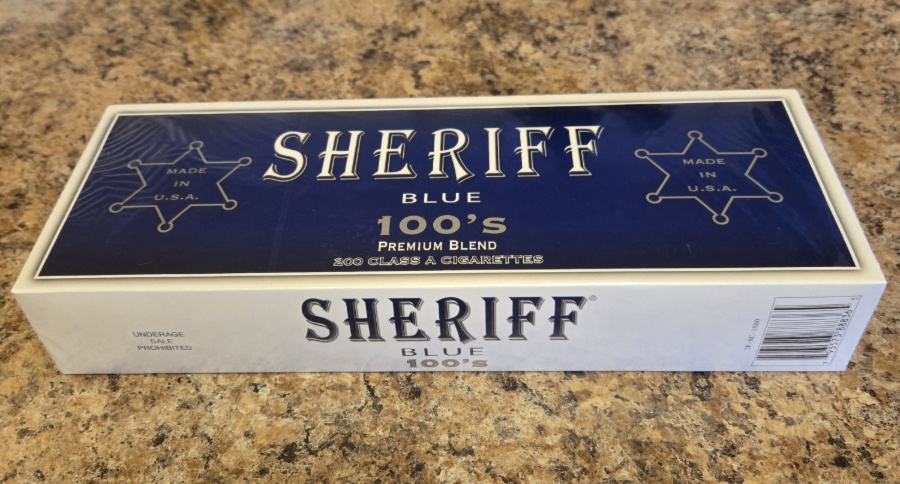 SHERIFF
BLUE
100's
PREMIUM BLEND
200 CLASS A CIGARETTES
MADE
IN
U.S.A.
MADE
IN
U.S.A.
UNDERAGE
SALE
PROHIBITED
SHERIFF®
BLUE
100's